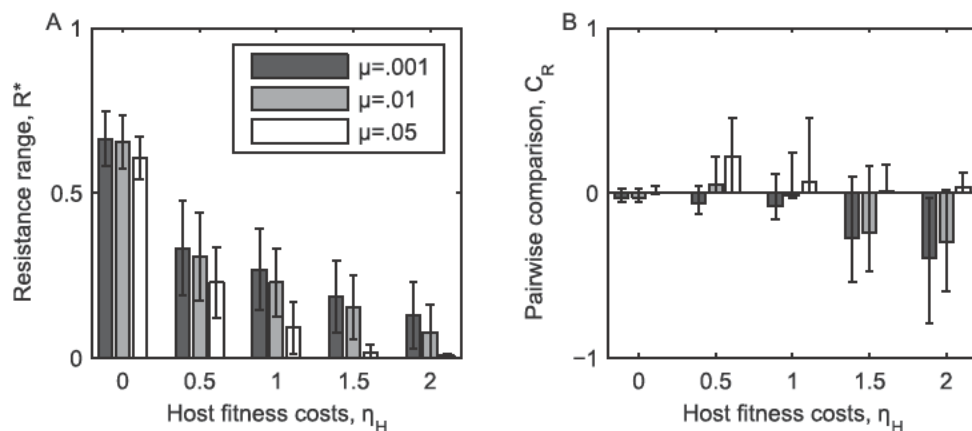 A
1
0.5
0
Resistance range, R*
μ=.001
μ=.01
μ=.05
0 0.5 1 1.5 2
Host fitness costs, η_H
B
1
0
−1
Pairwise comparison, C_R
0 0.5 1 1.5 2
Host fitness costs, η_H